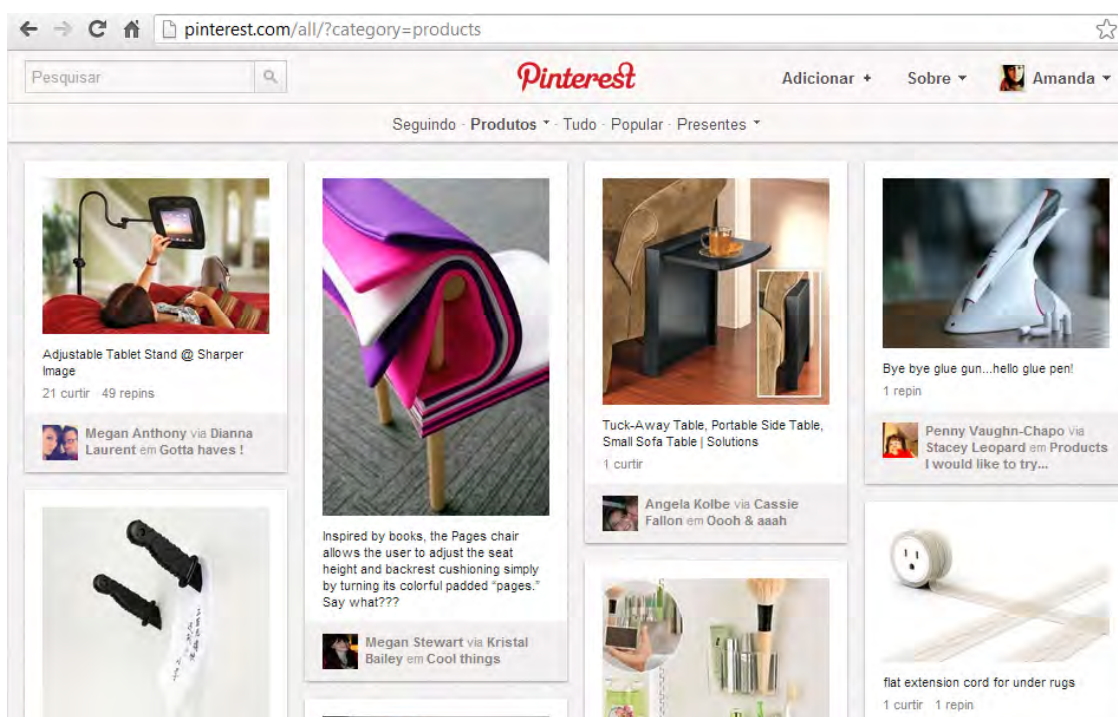 pinterest.com/all/?category=products
Pesquisar
Pinterest
Adicionar +
Sobre
Amanda
Seguindo · Produtos · Tudo · Popular · Presentes
Adjustable Tablet Stand @ Sharper
Image
21 curtir 49 repins
Megan Anthony via Dianna
Laurent em Gotta haves !
Inspired by books, the Pages chair
allows the user to adjust the seat
height and backrest cushioning simply
by turning its colorful padded “pages.”
Say what???
Megan Stewart via Kristal
Bailey em Cool things
Tuck-Away Table, Portable Side Table,
Small Sofa Table | Solutions
1 curtir
Angela Kolbe via Cassie
Fallon em Oooh & aaah
Bye bye glue gun...hello glue pen!
1 repin
Penny Vaughn-Chapo via
Stacey Leopard em Products
I would like to try...
flat extension cord for under rugs
1 curtir 1 repin